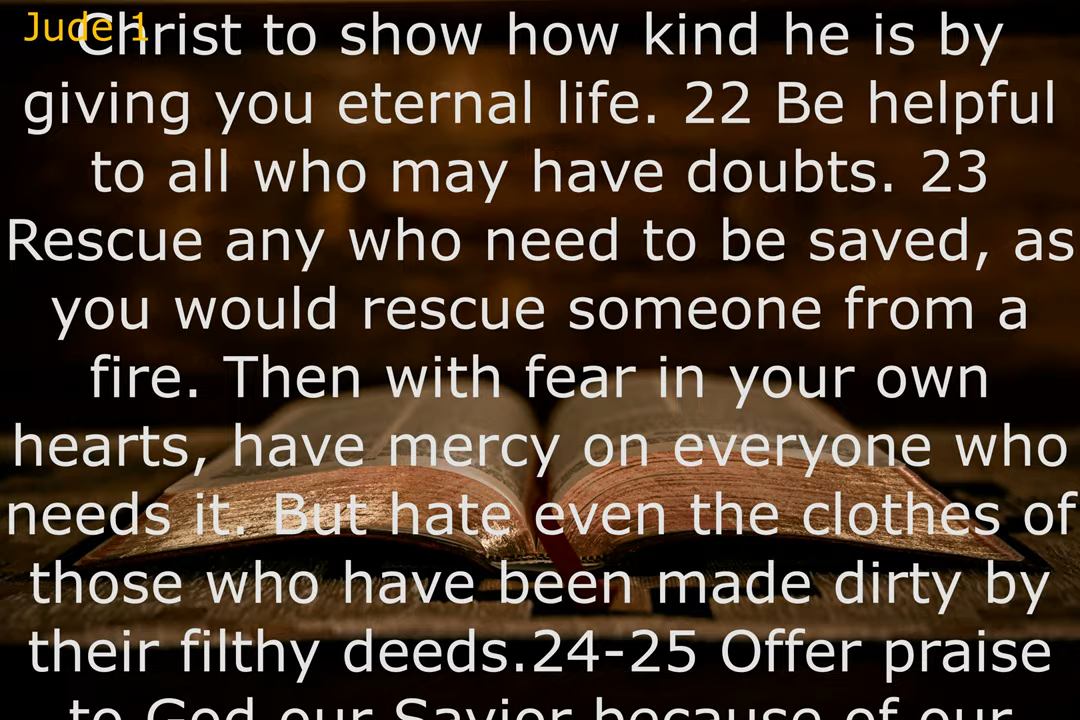 Jude 1
Christ to show how kind he is by
giving you eternal life. 22 Be helpful
to all who may have doubts. 23
Rescue any who need to be saved, as
you would rescue someone from a
fire. Then with fear in your own
hearts, have mercy on everyone who
needs it. But hate even the clothes of
those who have been made dirty by
their filthy deeds.24-25 Offer praise
to God our Savior because of our